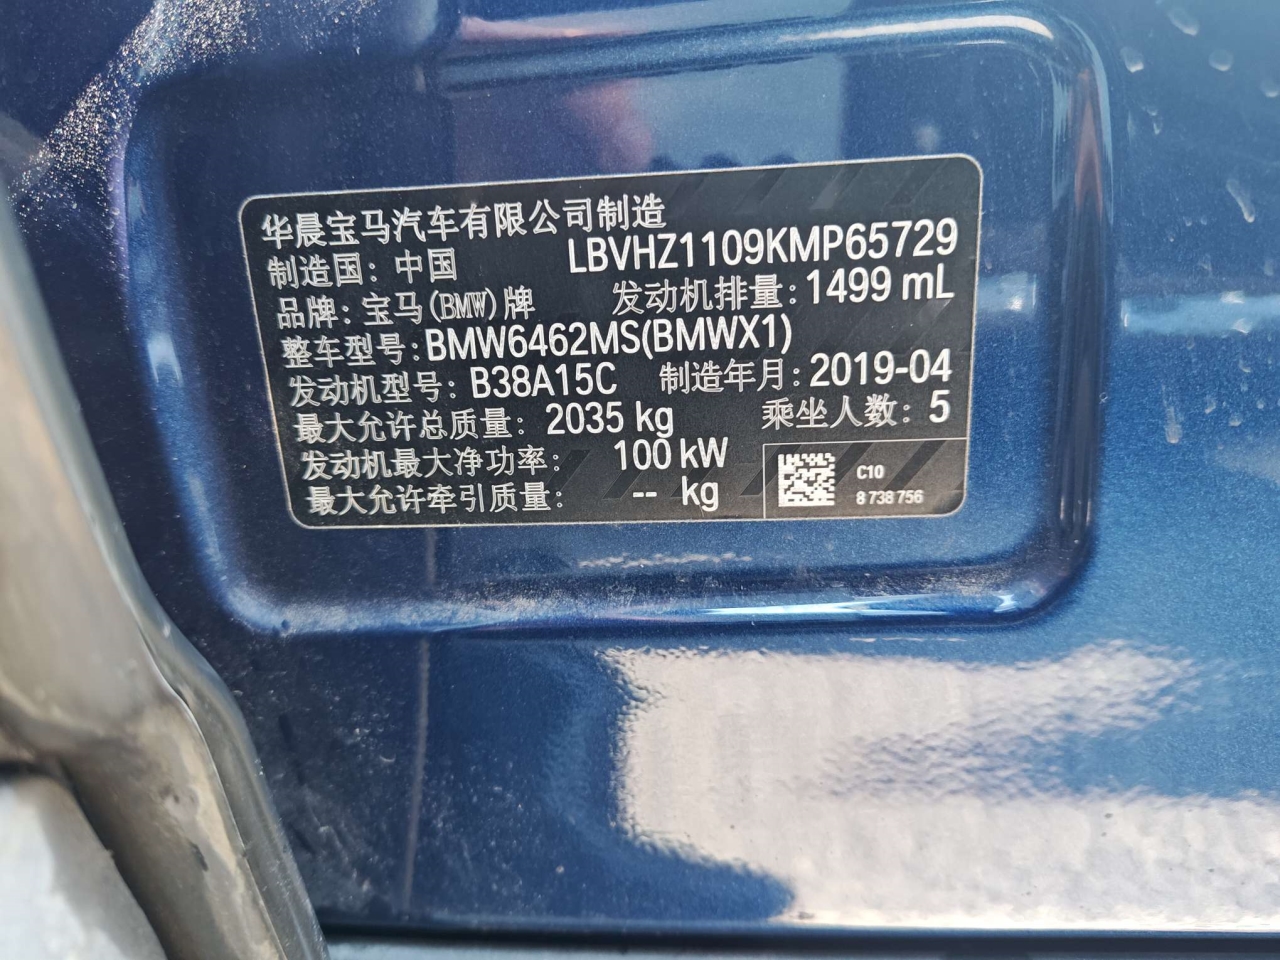 华晨宝马汽车有限公司制造
制造国：中国 LBVHZ1109KMP65729
品牌：宝马(BMW)牌 发动机排量：1499 mL
整车型号:BMW6462MS(BMWX1)
发动机型号：B38A15C 制造年月：2019-04
最大允许总质量：2035 kg 乘坐人数：5
发动机最大净功率： 100 kW
最大允许牵引质量： -- kg
C10
8 738 756